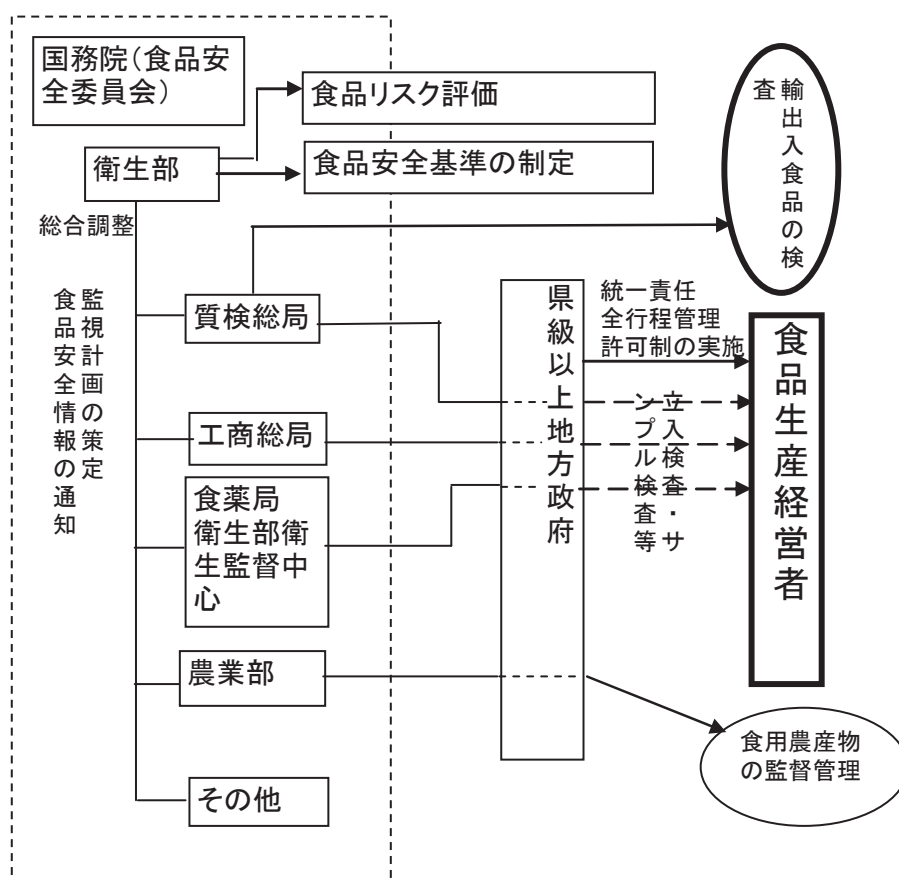 国務院（食品安
全委員会）
食品リスク評価
衛生部
食品安全基準の制定
総合調整
監視計画の策定
食品安全情報の通知
質検総局
工商総局
食薬局
衛生部衛
生監督中
心
農業部
その他
県級以上地方政府
輸出入食品の検
査
統一責任
全行程管理
許可制の実施
立入検査・サ
ンプル検査等
食品生産経営者
食用農産物
の監督管理